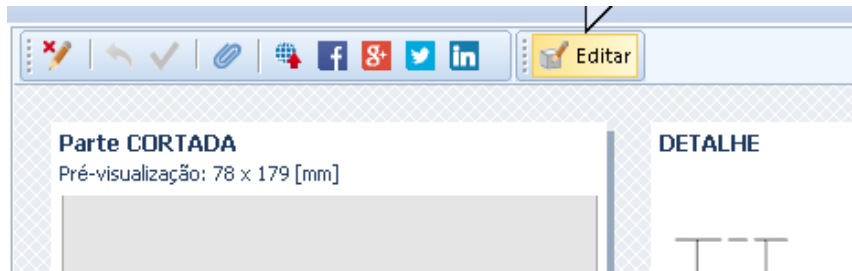 Editar
Parte CORTADA
Pré-visualização: 78 x 179 [mm]
DETALHE